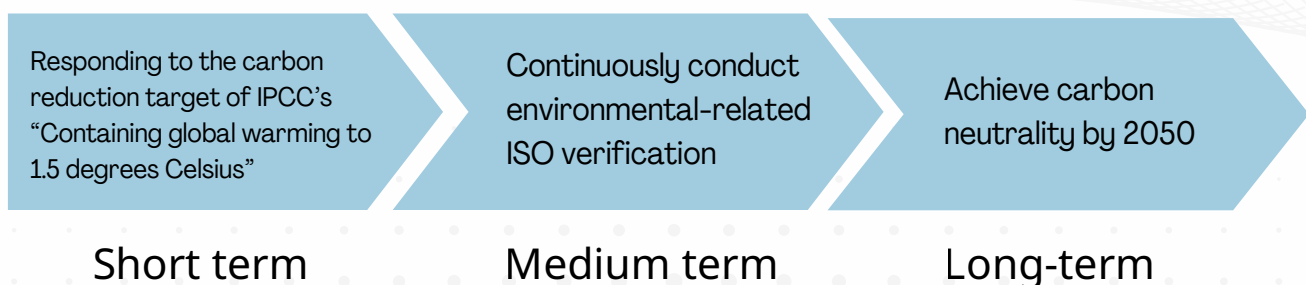 Responding to the carbon
reduction target of IPCC’s
“Containing global warming to
1.5 degrees Celsius”
Continuously conduct
environmental-related
ISO verification
Achieve carbon
neutrality by 2050
Short term
Medium term
Long-term